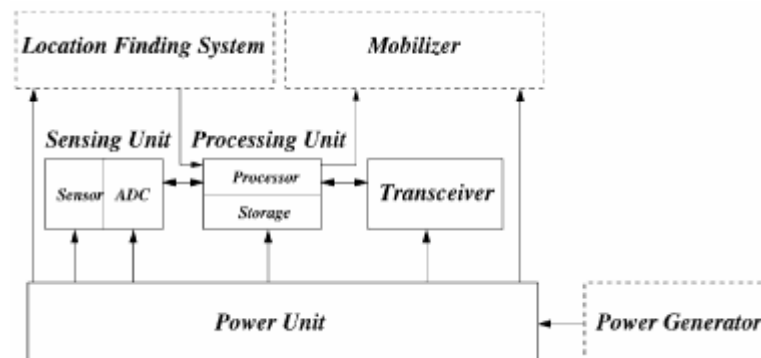 Location Finding System
Mobilizer
Sensing Unit
Processing Unit
Sensor
ADC
Processor
Storage
Transceiver
Power Unit
Power Generator